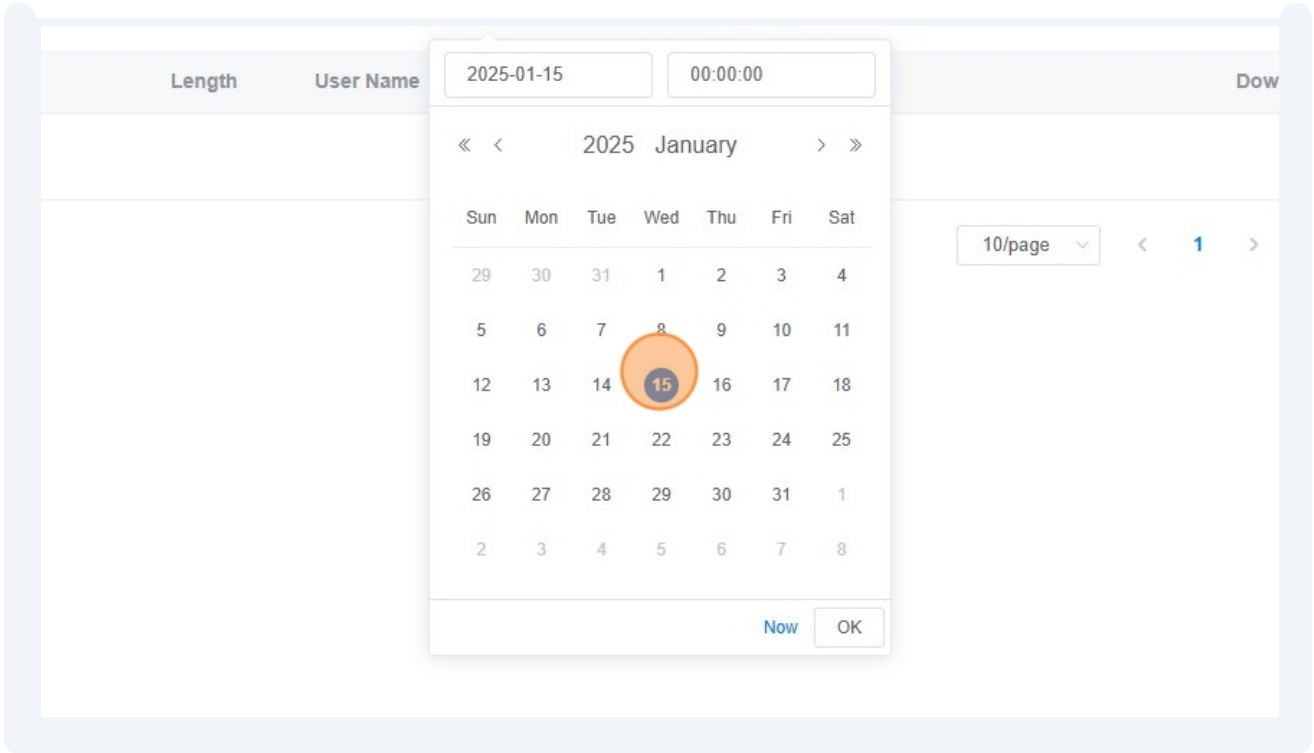 2025-01-15 00:00:00
Length User Name Dow
« < 2025 January > »
Sun Mon Tue Wed Thu Fri Sat
10/page < 1 >
29 30 31 1 2 3 4
5 6 7 8 9 10 11
12 13 14 15 16 17 18
19 20 21 22 23 24 25
26 27 28 29 30 31 1
2 3 4 5 6 7 8
Now OK